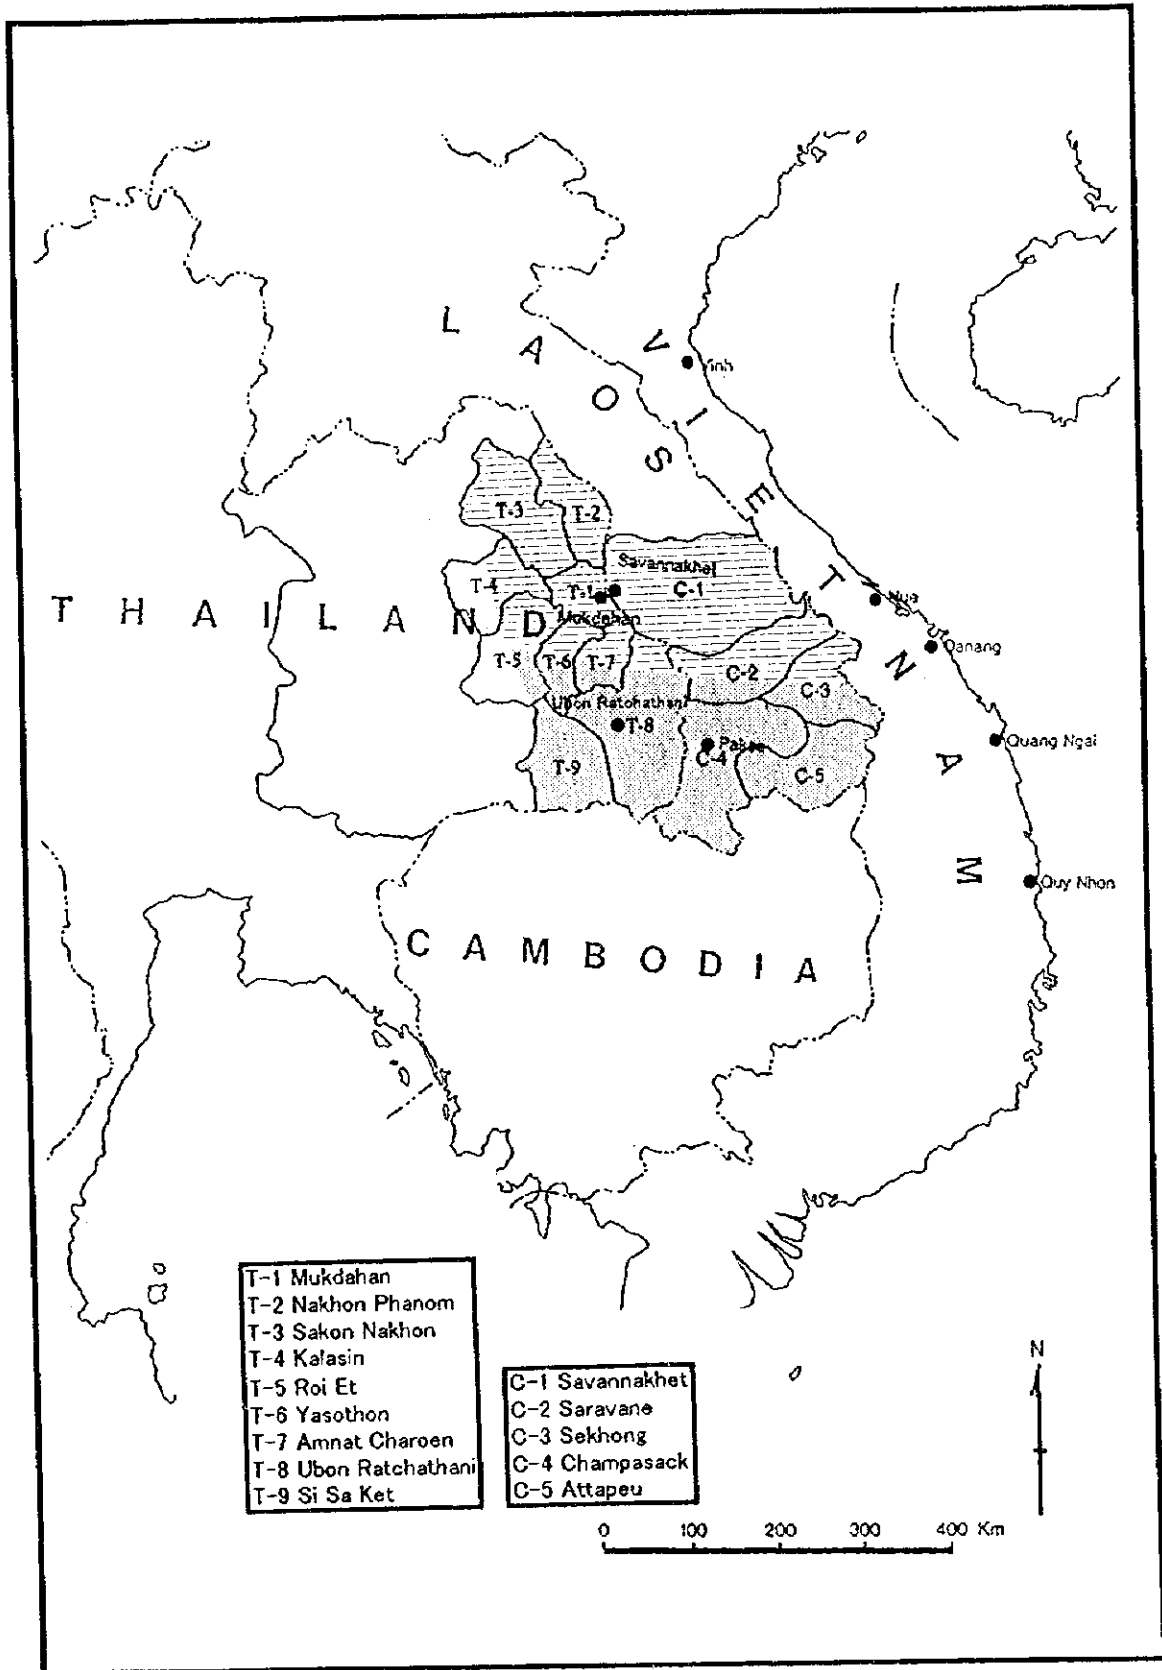 LAOS
VIETNAM
Vinh
T-3
T-2
Savannakhet
T-4
T-1
C-1
THAILAND
Mukdahan
Hue
Danang
T-5
T-6
T-7
C-2
C-3
Ubon Ratchathani
T-8
Pakse
Quang Ngai
C-4
T-9
C-5
Quy Nhon
CAMBODIA
T-1 Mukdahan
T-2 Nakhon Phanom
T-3 Sakon Nakhon
T-4 Kalasin
T-5 Roi Et
T-6 Yasothon
T-7 Amnat Charoen
T-8 Ubon Ratchathani
T-9 Si Sa Ket
C-1 Savannakhet
C-2 Saravane
C-3 Sekhong
C-4 Champasack
C-5 Attapeu
N
0 100 200 300 400 Km